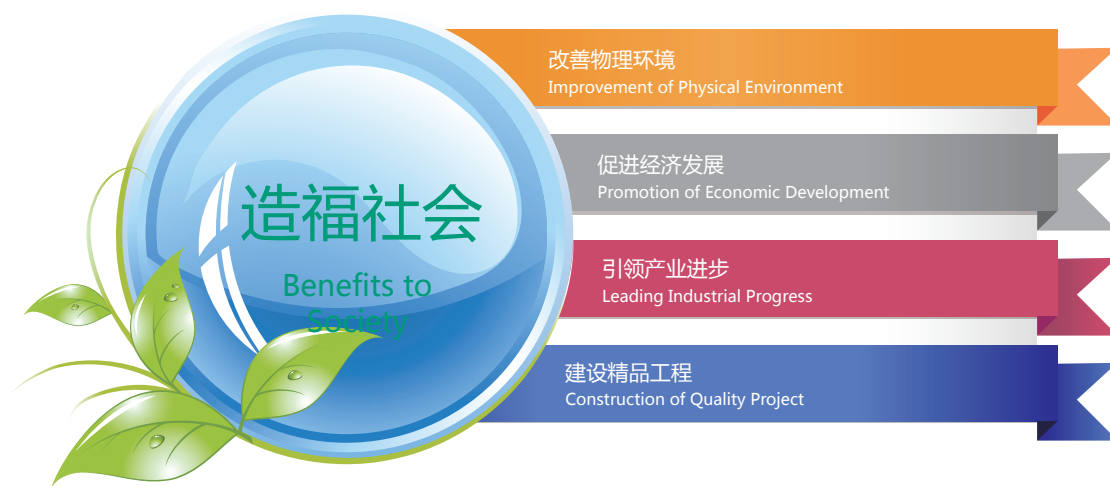 造福社会
Benefits to
Society
改善物理环境
Improvement of Physical Environment
促进经济发展
Promotion of Economic Development
引领产业进步
Leading Industrial Progress
建设精品工程
Construction of Quality Project